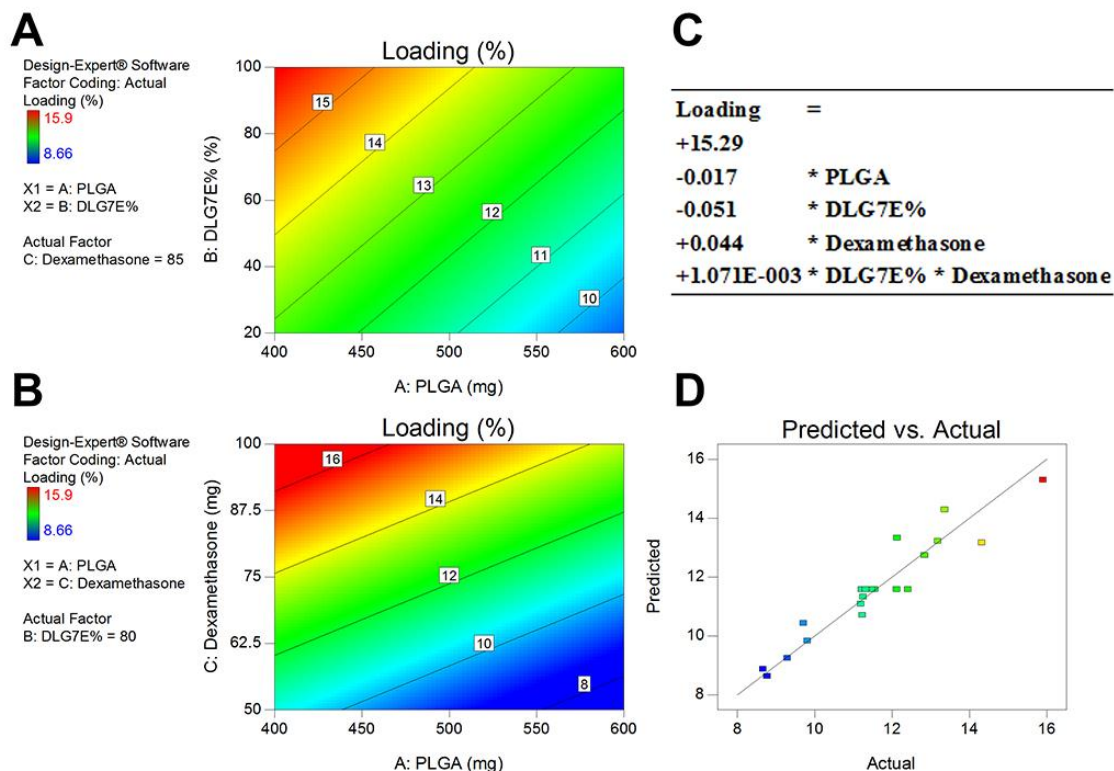 A
Design-Expert® Software
Factor Coding: Actual
Loading (%)
15.9
8.66
X1 = A: PLGA
X2 = B: DLG7E%
Actual Factor
C: Dexamethasone = 85
Loading (%)
B: DLG7E% (%)
100
80
60
40
20
15
14
13
12
11
10
400
450
500
550
600
A: PLGA (mg)
C
Loading =
+15.29
-0.017 * PLGA
-0.051 * DLG7E%
+0.044 * Dexamethasone
+1.071E-003 * DLG7E% * Dexamethasone
B
Design-Expert® Software
Factor Coding: Actual
Loading (%)
15.9
8.66
X1 = A: PLGA
X2 = C: Dexamethasone
Actual Factor
B: DLG7E% = 80
Loading (%)
C: Dexamethasone (mg)
100
87.5
75
62.5
50
16
14
12
10
8
400
450
500
550
600
A: PLGA (mg)
D
Predicted vs. Actual
Predicted
16
14
12
10
8
8
10
12
14
16
Actual